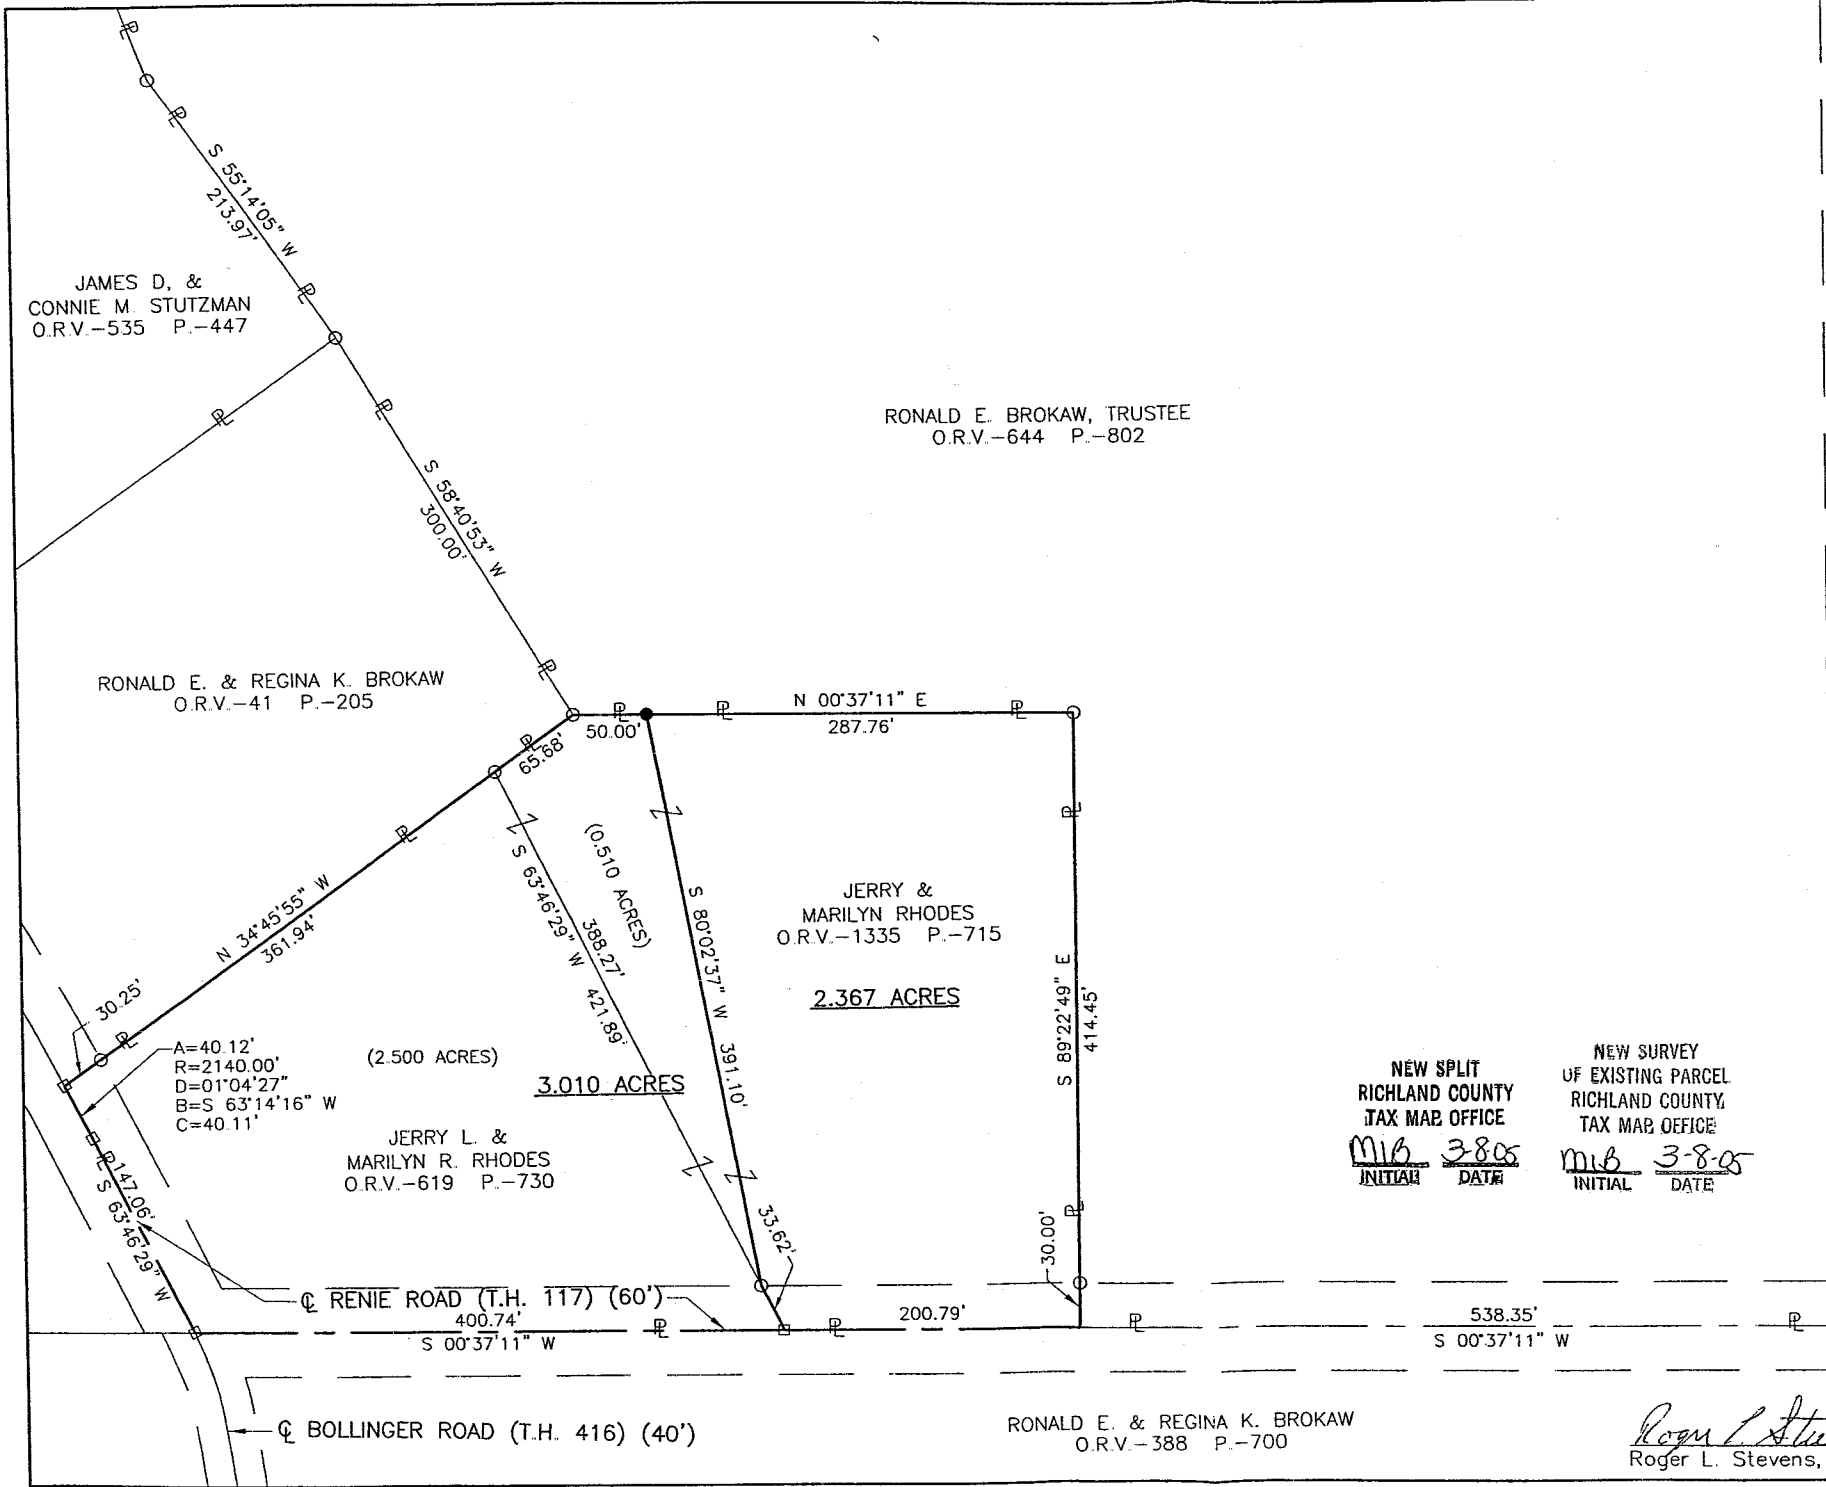 S 55°14'05" W
213.97'
JAMES D. &
CONNIE M. STUTZMAN
O.R.V.-535 P.-447
RONALD E. BROKAW, TRUSTEE
O.R.V.-644 P.-802
S 58°40'53" W
300.00'
RONALD E. & REGINA K. BROKAW
O.R.V.-41 P.-205
N 00°37'11" E
50.00'
287.76'
65.68'
(0.510 ACRES)
S 63°46'29" W
388.27'
421.89'
S 80°02'37" W 391.10'
JERRY &
MARILYN RHODES
O.R.V.-1335 P.-715
2.367 ACRES
S 89°22'49" E
414.45'
N 34°45'55" W
361.94'
30.25'
A=40.12'
R=2140.00'
D=01°04'27"
B=S 63°14'16" W
C=40.11'
(2.500 ACRES)
3.010 ACRES
JERRY L. &
MARILYN R. RHODES
O.R.V.-619 P.-730
NEW SPLIT
RICHLAND COUNTY
TAX MAP OFFICE
MIB 3-8-05
INITIAL DATE
NEW SURVEY
OF EXISTING PARCEL
RICHLAND COUNTY
TAX MAP OFFICE
MIB 3-8-05
INITIAL DATE
147.06'
S 63°46'29" W
33.62'
30.00'
℄ RENIE ROAD (T.H. 117) (60')
400.74'
S 00°37'11" W
200.79'
538.35'
S 00°37'11" W
℄ BOLLINGER ROAD (T.H. 416) (40')
RONALD E. & REGINA K. BROKAW
O.R.V.-388 P.-700
Roger L. Ste
Roger L. Stevens,